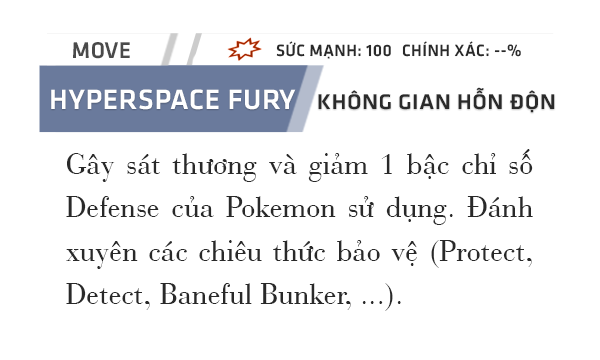 MOVE
SỨC MẠNH: 100 CHÍNH XÁC: --%
HYPERSPACE FURY
KHÔNG GIAN HỖN ĐỘN
Gây sát thương và giảm 1 bậc chỉ số
Defense của Pokemon sử dụng. Đánh
xuyên các chiêu thức bảo vệ (Protect,
Detect, Baneful Bunker, ...).